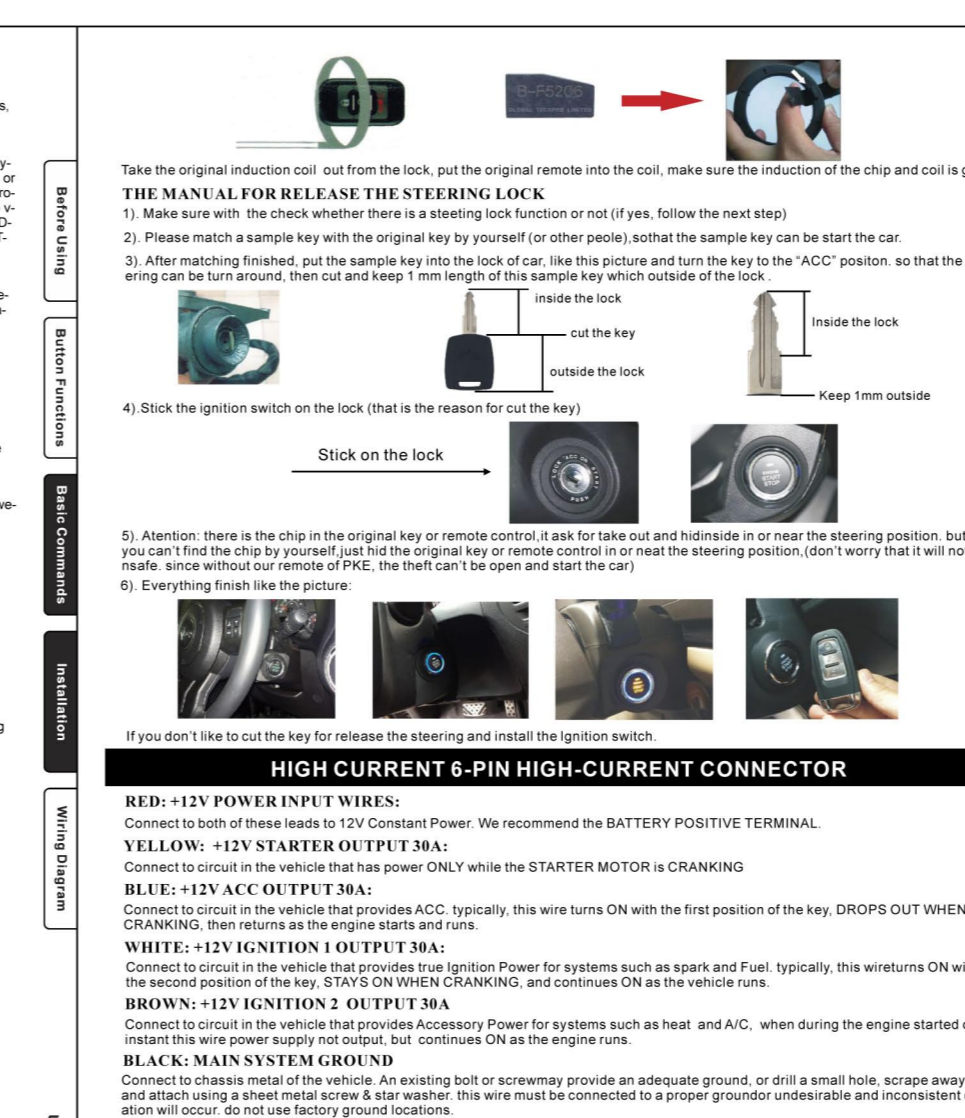 s,
y-
or
ro-
v-
D-
T-
e-
we-
g
Before Using
Button Functions
Basic Commands
Installation
Wiring Diagram
B-F5206
Take the original induction coil out from the lock, put the original remote into the coil, make sure the induction of the chip and coil is g
THE MANUAL FOR RELEASE THE STEERING LOCK
1). Make sure with the check whether there is a steeting lock function or not (if yes, follow the next step)
2). Please match a sample key with the original key by yourself (or other peole),sothat the sample key can be start the car.
3). After matching finished, put the sample key into the lock of car, like this picture and turn the key to the “ACC” positon. so that the
ering can be turn around, then cut and keep 1 mm length of this sample key which outside of the lock .
inside the lock
cut the key
outside the lock
Inside the lock
Keep 1mm outside
4).Stick the ignition switch on the lock (that is the reason for cut the key)
Stick on the lock
LOCK ACC ON START
PUSH
ENGINE
START
STOP
5). Atention: there is the chip in the original key or remote control,it ask for take out and hidinside in or near the steering position. but
you can’t find the chip by yourself,just hid the original key or remote control in or neat the steering position,(don’t worry that it will no
nsafe. since without our remote of PKE, the theft can’t be open and start the car)
6). Everything finish like the picture:
If you don’t like to cut the key for release the steering and install the Ignition switch.
HIGH CURRENT 6-PIN HIGH-CURRENT CONNECTOR
RED: +12V POWER INPUT WIRES:
Connect to both of these leads to 12V Constant Power. We recommend the BATTERY POSITIVE TERMINAL.
YELLOW: +12V STARTER OUTPUT 30A:
Connect to circuit in the vehicle that has power ONLY while the STARTER MOTOR is CRANKING
BLUE: +12V ACC OUTPUT 30A:
Connect to circuit in the vehicle that provides ACC. typically, this wire turns ON with the first position of the key, DROPS OUT WHEN
CRANKING, then returns as the engine starts and runs.
WHITE: +12V IGNITION 1 OUTPUT 30A:
Connect to circuit in the vehicle that provides true Ignition Power for systems such as spark and Fuel. typically, this wireturns ON wi
the second position of the key, STAYS ON WHEN CRANKING, and continues ON as the vehicle runs.
BROWN: +12V IGNITION 2 OUTPUT 30A
Connect to circuit in the vehicle that provides Accessory Power for systems such as heat and A/C, when during the engine started
instant this wire power supply not output, but continues ON as the engine runs.
BLACK: MAIN SYSTEM GROUND
Connect to chassis metal of the vehicle. An existing bolt or screwmay provide an adequate ground, or drill a small hole, scrape away
and attach using a sheet metal screw & star washer. this wire must be connected to a proper groundor undesirable and inconsistent
ation will occur. do not use factory ground locations.